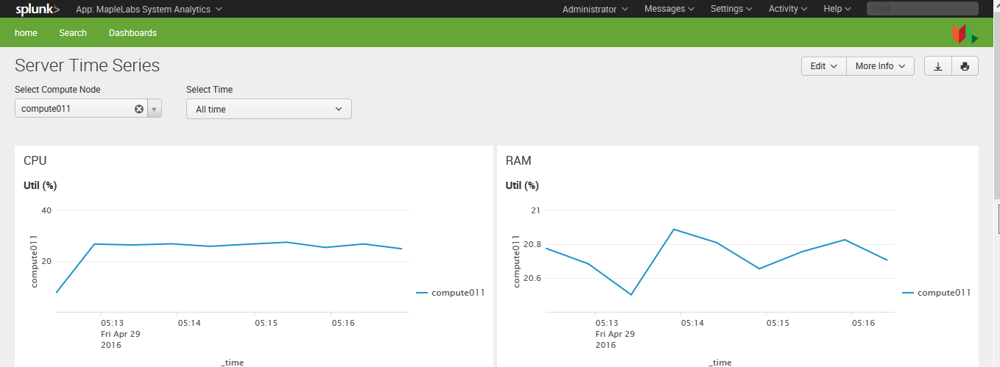 splunk> App: MapleLabs System Analytics Administrator Messages Settings Activity Help Find
home Search Dashboards
Server Time Series
Edit More Info
Select Compute Node Select Time
compute011 All time
CPU
Util (%)
40
20
compute011
compute011
05:13 05:14 05:15 05:16
Fri Apr 29
2016
_time
RAM
Util (%)
21
20.8
20.6
compute011
compute011
05:13 05:14 05:15 05:16
Fri Apr 29
2016
_time